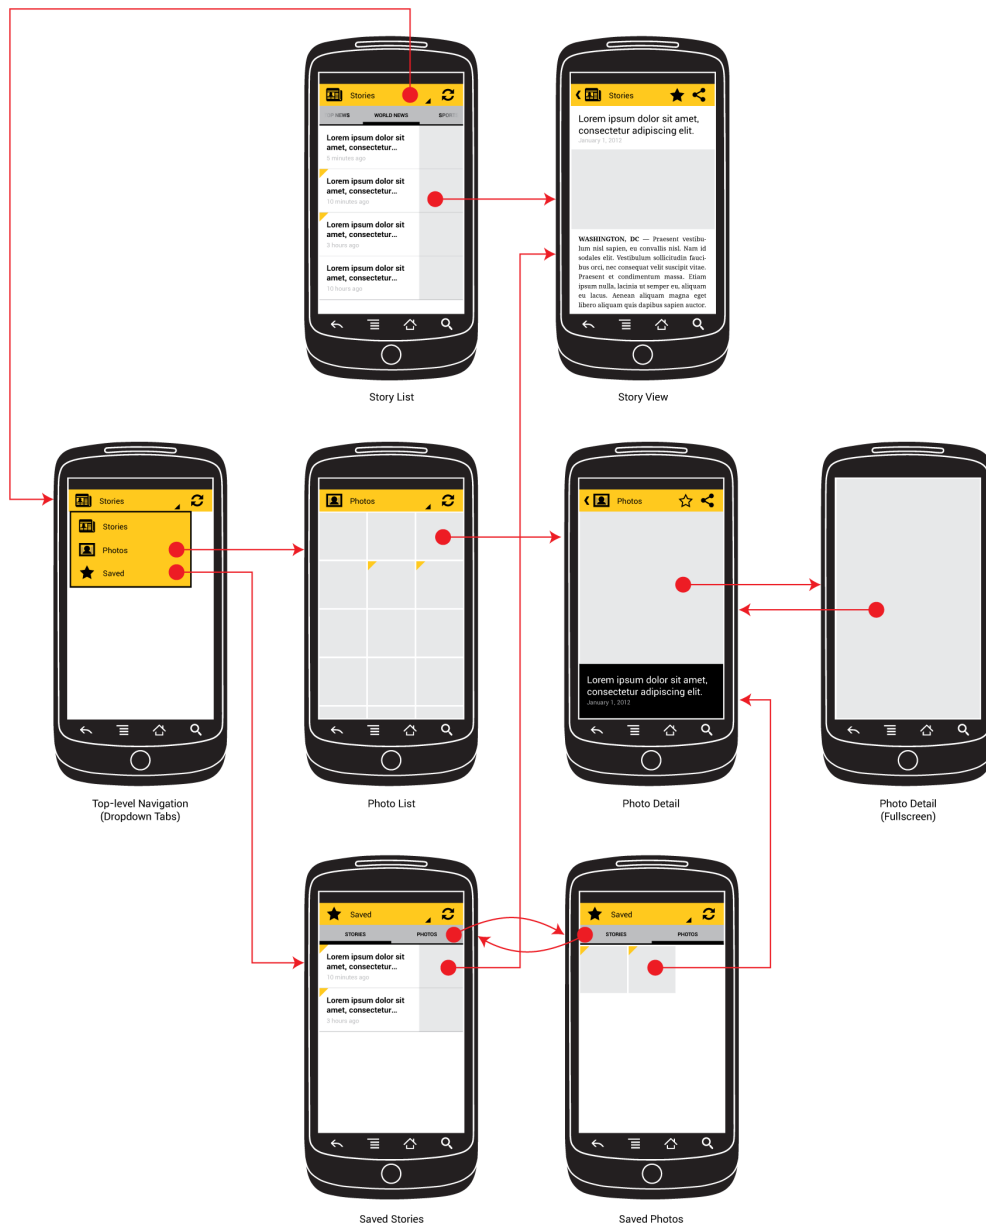 Stories
TOP NEWS
WORLD NEWS
SPORTS
Lorem ipsum dolor sit
amet, consectetur...
6 minutes ago
Lorem ipsum dolor sit
amet, consectetur...
10 minutes ago
Lorem ipsum dolor sit
amet, consectetur...
3 hours ago
Lorem ipsum dolor sit
amet, consectetur...
10 hours ago
Story List
Stories
Lorem ipsum dolor sit amet,
consectetur adipiscing elit.
January 1, 2012
WASHINGTON, DC — Praesent vestibu-
lum nisl sapien, eu convallis nisl. Nam id
sodales elit. Vestibulum sollicitudin fauci-
bus orci, nec consequat velit suscipit vitae.
Praesent et condimentum massa. Etiam
ipsum nulla, lacinia ut semper eu, aliquam
eu lacus. Aenean aliquam magna eget
libero aliquam quis dapibus sapien auctor.
Story View
Stories
Stories
Photos
Saved
Top-level Navigation
(Dropdown Tabs)
Photos
Photo List
Photos
Lorem ipsum dolor sit amet,
consectetur adipiscing elit.
January 1, 2012
Photo Detail
Photo Detail
(Fullscreen)
Saved
STORIES
PHOTOS
Lorem ipsum dolor sit
amet, consectetur...
10 minutes ago
Lorem ipsum dolor sit
amet, consectetur...
3 hours ago
Saved Stories
Saved
STORIES
PHOTOS
Saved Photos